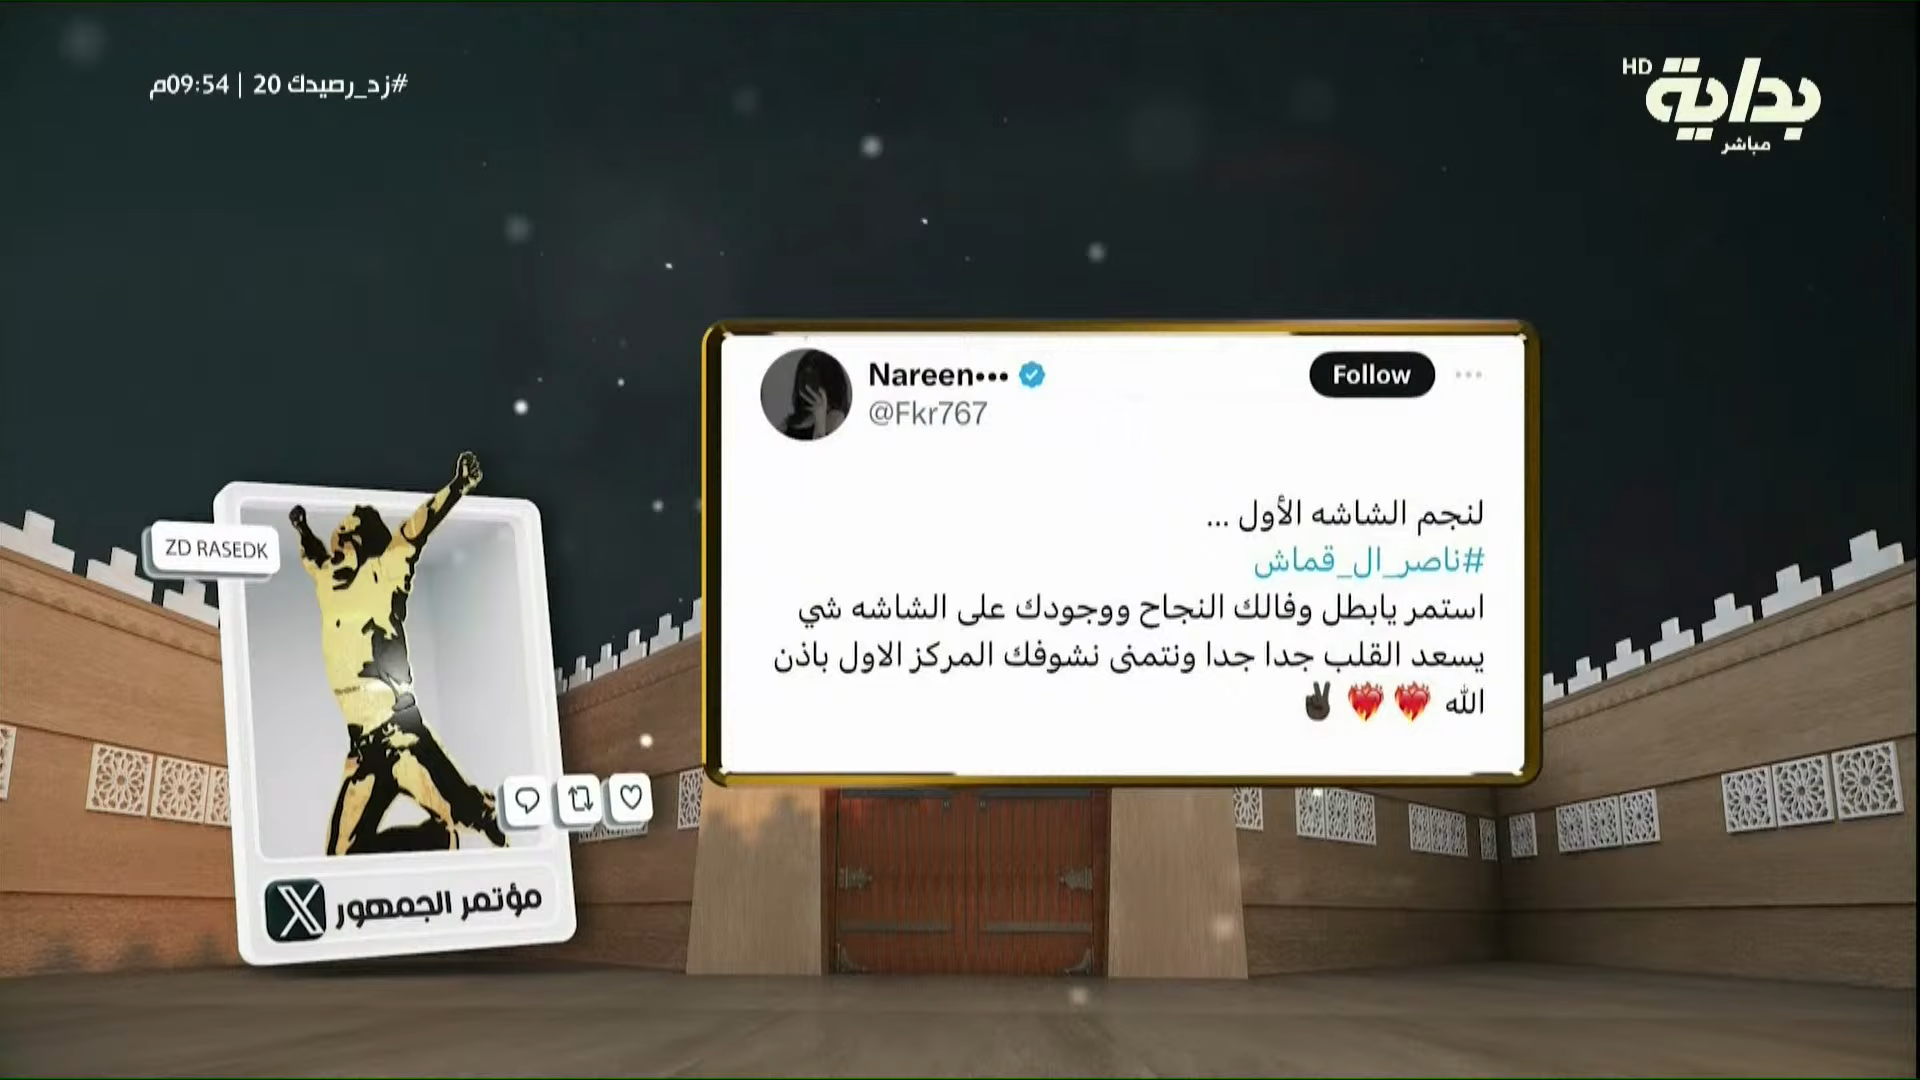 #زد_رصيدك 20 | 09:54م
HD
بداية
مباشر
Nareen•••
@Fkr767
Follow
لنجم الشاشه الأول ...
#ناصر_ال_قماش
استمر يابطل وفالك النجاح ووجودك على الشاشه شي
يسعد القلب جدا جدا ونتمنى نشوفك المركز الاول باذن
الله ❤️‍🔥 ❤️‍🔥 ✌🏿
ZD RASEDK
مؤتمر الجمهور X